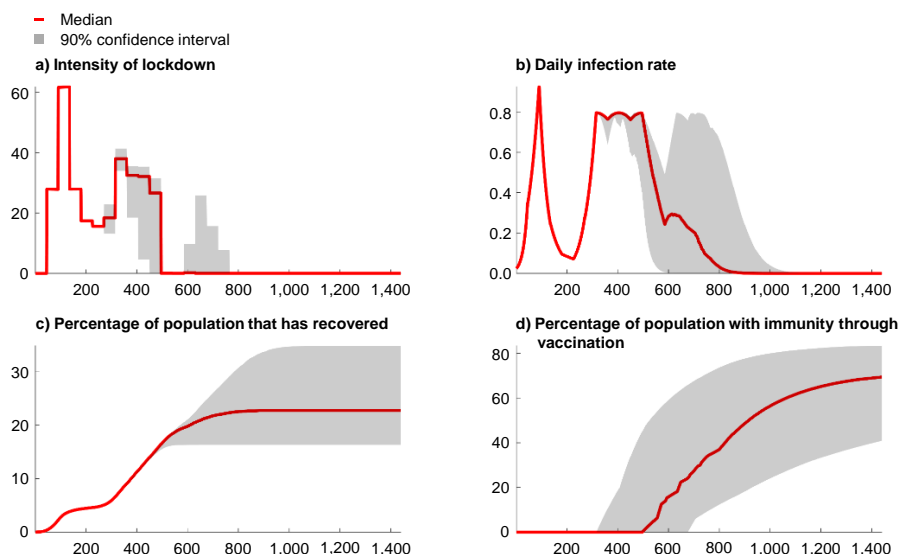 Median
90% confidence interval
a) Intensity of lockdown
60
40
20
0
200 400 600 800 1,000 1,200 1,400
b) Daily infection rate
0.8
0.6
0.4
0.2
0.0
200 400 600 800 1,000 1,200 1,400
c) Percentage of population that has recovered
30
20
10
0
200 400 600 800 1.000 1.200 1.400
d) Percentage of population with immunity through
vaccination
80
60
40
20
0
200 400 600 800 1.000 1.200 1.400